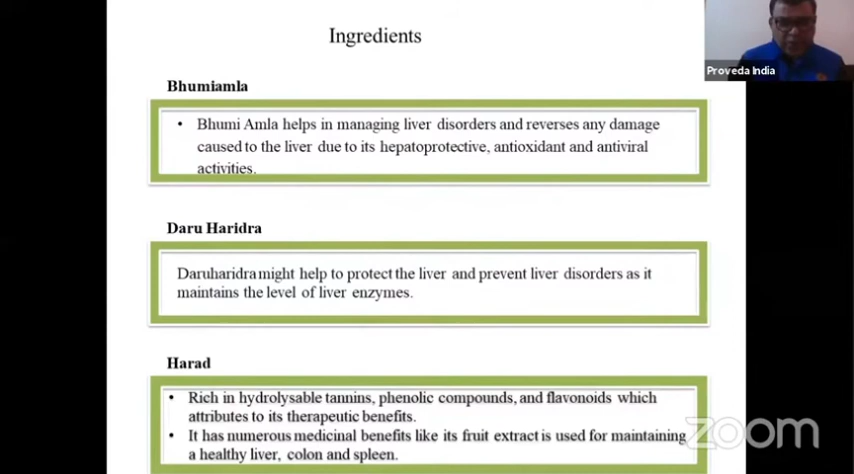 Ingredients
Proveda India
Bhumiamla
• Bhumi Amla helps in managing liver disorders and reverses any damage
caused to the liver due to its hepatoprotective, antioxidant and antiviral
activities.
Daru Haridra
Daruharidra might help to protect the liver and prevent liver disorders as it
maintains the level of liver enzymes.
Harad
• Rich in hydrolysable tannins, phenolic compounds, and flavonoids which
attributes to its therapeutic benefits.
• It has numerous medicinal benefits like its fruit extract is used for maintaining
a healthy liver, colon and spleen.
zoom